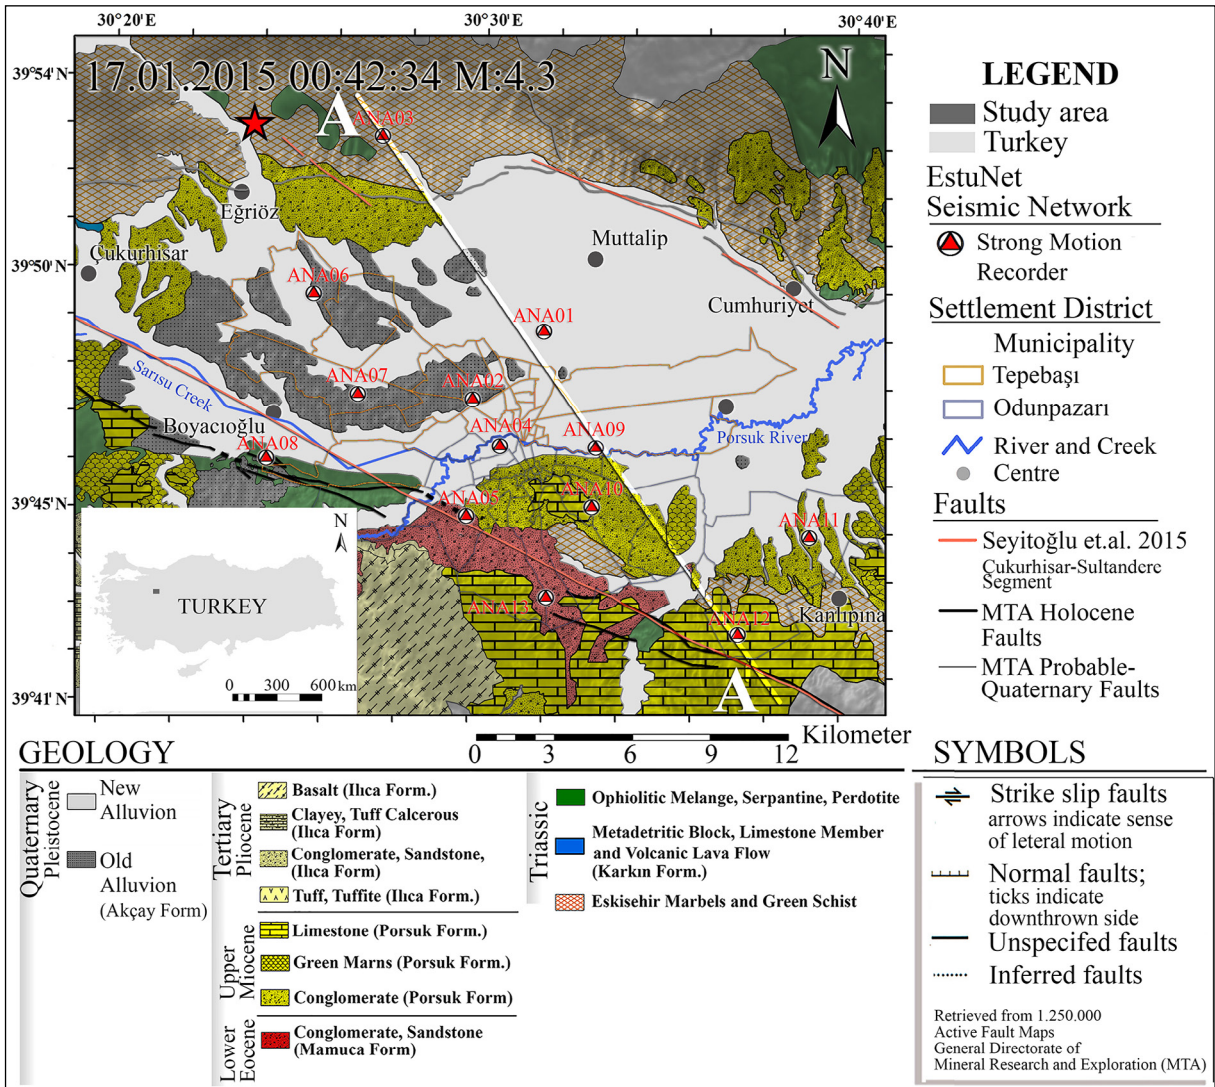 30°20'E
30°30'E
30°40'E
39°54' N
39°50' N
39°45' N
39°41' N
17.01.2015 00:42:34 M:4.3
N
A
ANA03
Eğriöz
Çukurhisar
Muttalip
ANA06
Cumhuriyet
ANA01
Sarısu Creek
ANA07
ANA02
Boyacıoğlu
ANA08
ANA04
ANA09
Porsuk River
ANA05
ANA10
ANA11
ANA13
ANA12
Kanlıpına
A
N
TURKEY
0 300 600 km
0 3 6 9 12 Kilometer
LEGEND
Study area
Turkey
EstuNet
Seismic Network
Strong Motion
Recorder
Settlement District
Municipality
Tepebaşı
Odunpazarı
River and Creek
Centre
Faults
Seyitoğlu et.al. 2015
Cukurhisar-Sultandere
Segment
MTA Holocene
Faults
MTA Probable-
Quaternary Faults
GEOLOGY
Quaternary
Pleistocene
New
Alluvion
Old
Alluvion
(Akçay Form)
Tertiary
Pliocene
Basalt (Ilıca Form.)
Clayey, Tuff Calcerous
(Ilıca Form)
Conglomerate, Sandstone,
(Ilıca Form)
Tuff, Tuffite (Ilıca Form.)
Upper
Miocene
Limestone (Porsuk Form.)
Green Marns (Porsuk Form.)
Conglomerate (Porsuk Form)
Lower
Eocene
Conglomerate, Sandstone
(Mamuca Form)
Triassic
Ophiolitic Melange, Serpantine, Perdotite
Metadetritic Block, Limestone Member
and Volcanic Lava Flow
(Karkın Form.)
Eskisehir Marbels and Green Schist
SYMBOLS
Strike slip faults
arrows indicate sense
of leteral motion
Normal faults;
ticks indicate
downthrown side
Unspecifed faults
Inferred faults
Retrieved from 1.250.000
Active Fault Maps
General Directorate of
Mineral Research and Exploration (MTA)